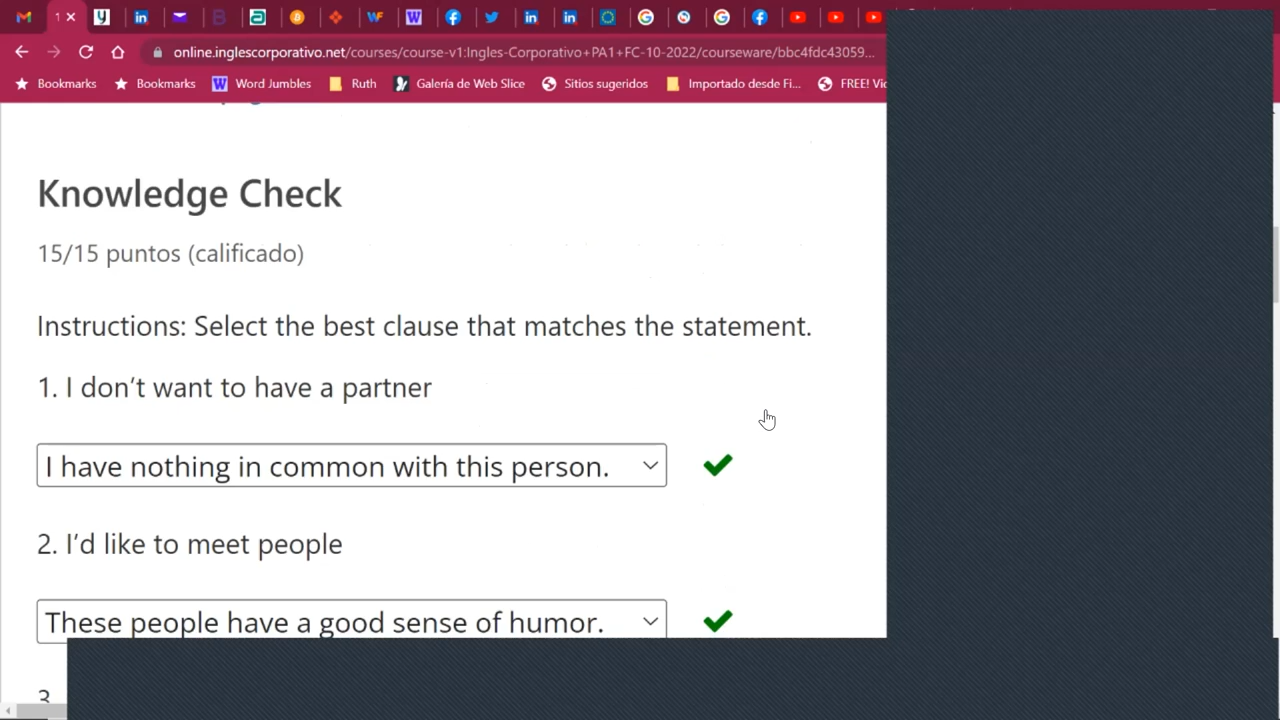 online.inglescorporativo.net/courses/course-v1:Ingles-Corporativo+PA1+FC-10-2022/courseware/bbc4fdc43059...
Bookmarks Bookmarks Word Jumbles Ruth Galería de Web Slice Sitios sugeridos Importado desde Fi... FREE!
Knowledge Check
15/15 puntos (calificado)
Instructions: Select the best clause that matches the statement.
1. I don’t want to have a partner
I have nothing in common with this person.
2. I’d like to meet people
These people have a good sense of humor.
3